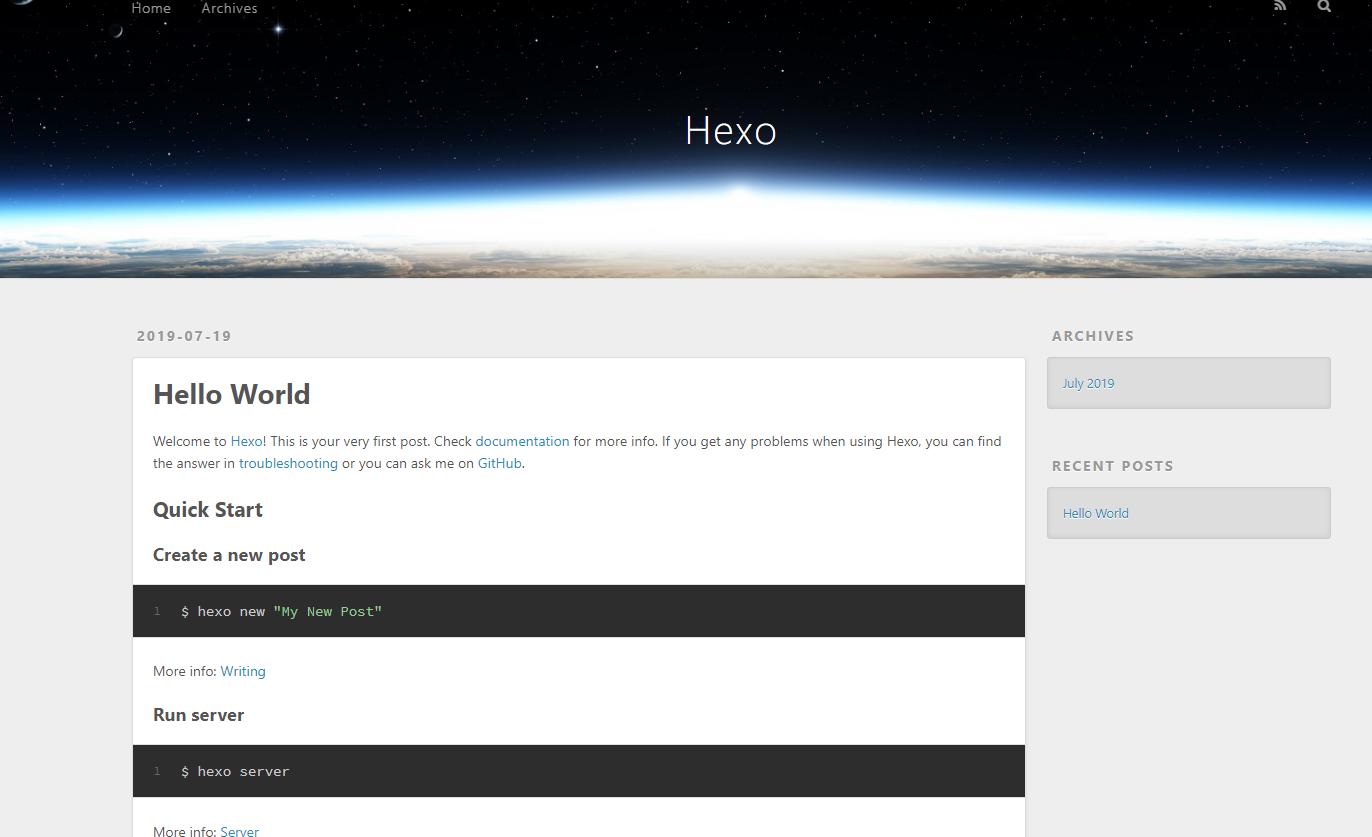 Home Archives
Hexo
2019-07-19
Hello World
Welcome to Hexo! This is your very first post. Check documentation for more info. If you get any problems when using Hexo, you can find
the answer in troubleshooting or you can ask me on GitHub.
Quick Start
Create a new post
1 $ hexo new "My New Post"
More info: Writing
Run server
1 $ hexo server
More info: Server
ARCHIVES
July 2019
RECENT POSTS
Hello World